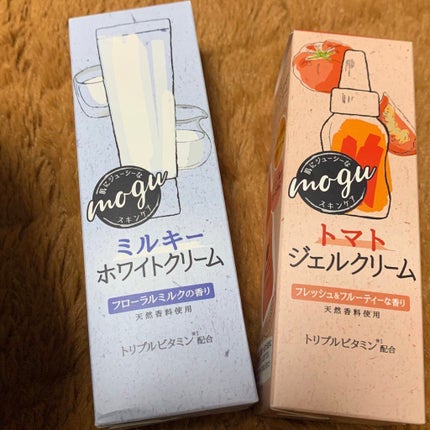 肌にジューシーな
mogu
スキンケア
ミルキー
ホワイトクリーム
フローラルミルクの香り
天然香料使用
トリプルビタミン※1配合
肌にジューシーな
mogu
スキンケア
トマト
ジェルクリーム
フレッシュ&フルーティーな香り
天然香料使用
トリプルビタミン※1配合